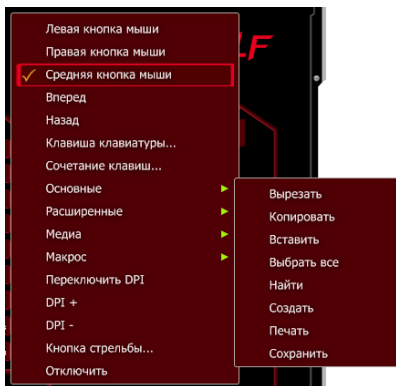 Левая кнопка мыши
Правая кнопка мыши
LF
Средняя кнопка мыши
Вперед
Назад
Клавиша клавиатуры...
Сочетание клавиш...
Основные
Расширенные
Медиа
Макрос
Переключить DPI
DPI +
DPI -
Кнопка стрельбы...
Отключить
Вырезать
Копировать
Вставить
Выбрать все
Найти
Создать
Печать
Сохранить